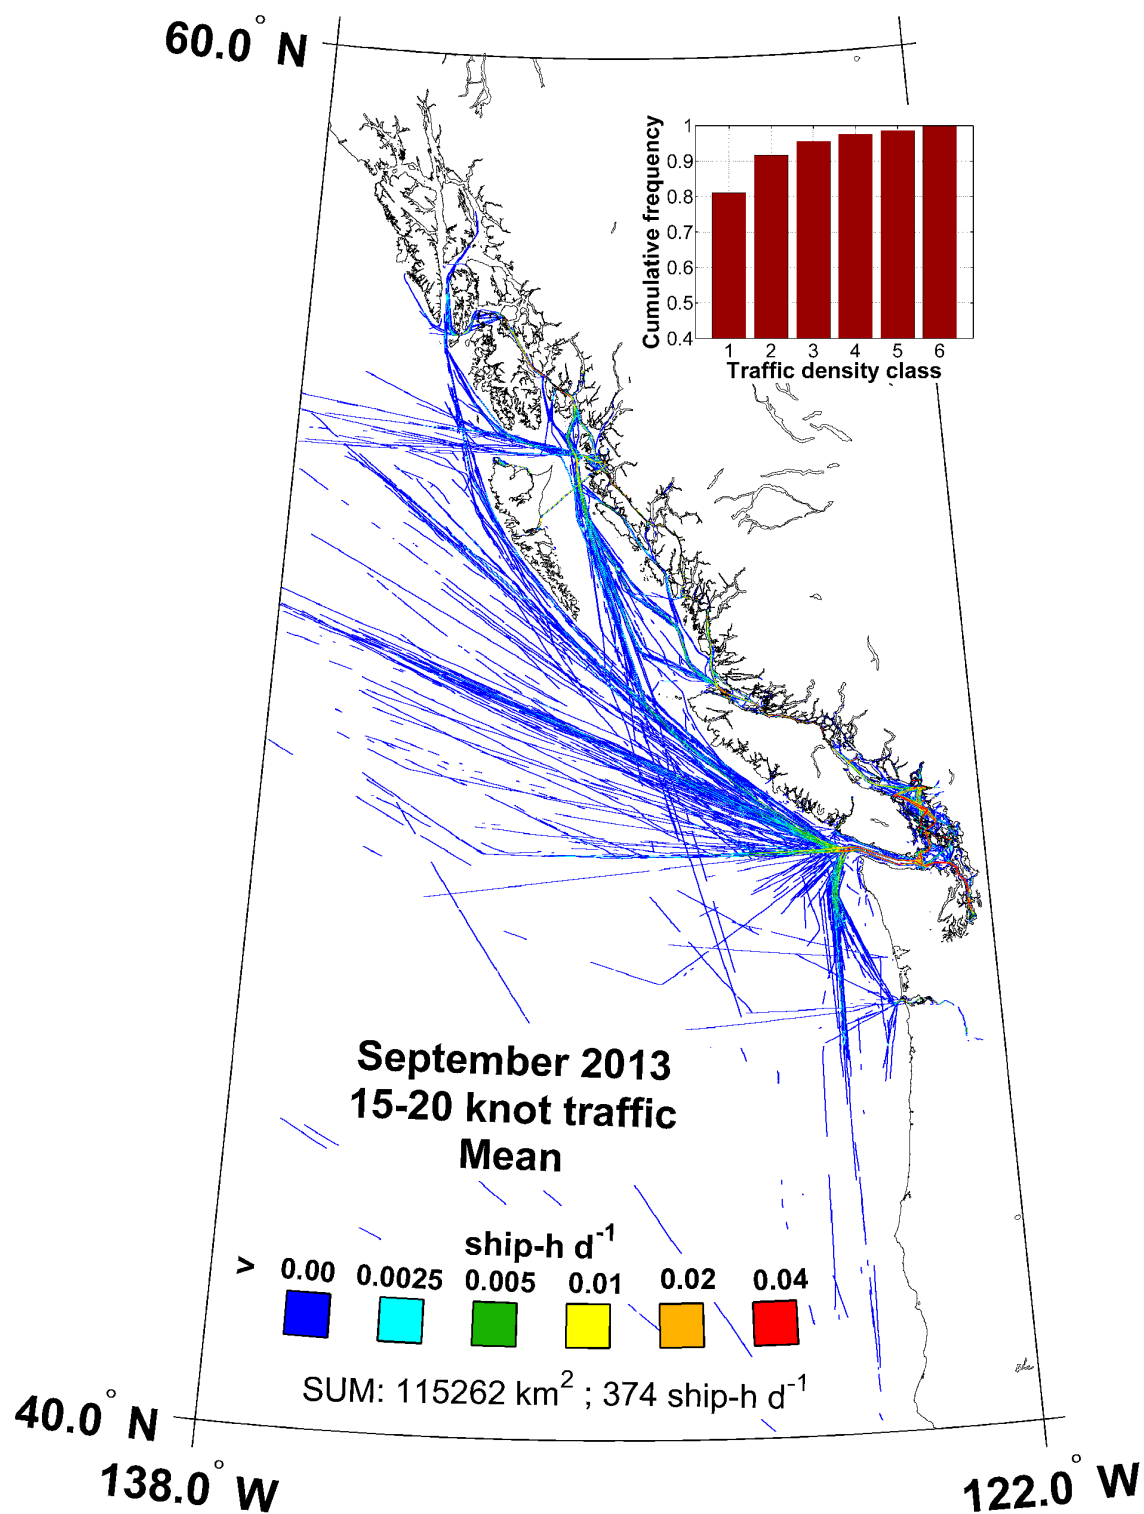 60.0° N
Cumulative frequency
1
0.9
0.8
0.7
0.6
0.5
0.4
1 2 3 4 5 6
Traffic density class
September 2013
15-20 knot traffic
Mean
ship-h d⁻¹
> 0.00 0.0025 0.005 0.01 0.02 0.04
SUM: 115262 km² ; 374 ship-h d⁻¹
40.0° N
138.0° W
122.0° W